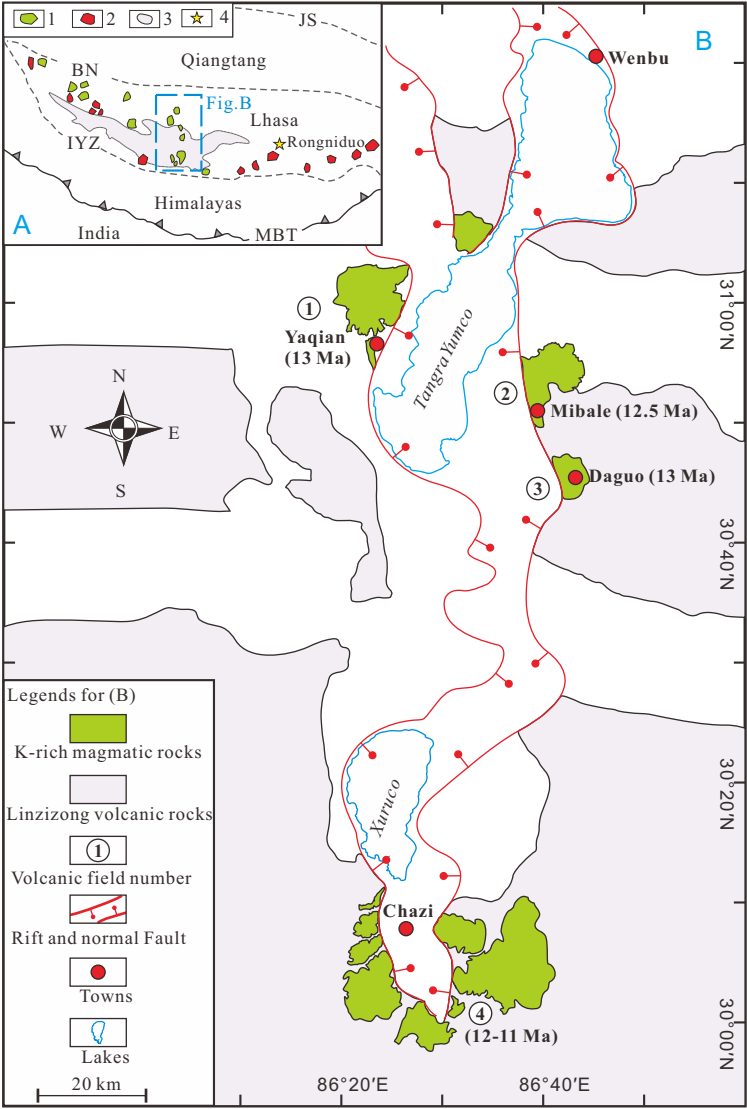 1 2 3 4
JS
A
B
BN
Qiangtang
Fig.B
Lhasa
IYZ
Rongniduo
Himalayas
India
MBT
Wenbu
31°00'N
1
Yaqian
(13 Ma)
TangraYumco
2
Mibale (12.5 Ma)
N
W E
S
Daguo (13 Ma)
3
30°40'N
Legends for (B)
K-rich magmatic rocks
Linzizong volcanic rocks
1
Volcanic field number
Rift and normal Fault
Towns
Lakes
20 km
Xuruco
30°20'N
Chazi
4
(12-11 Ma)
30°00'N
86°20'E
86°40'E